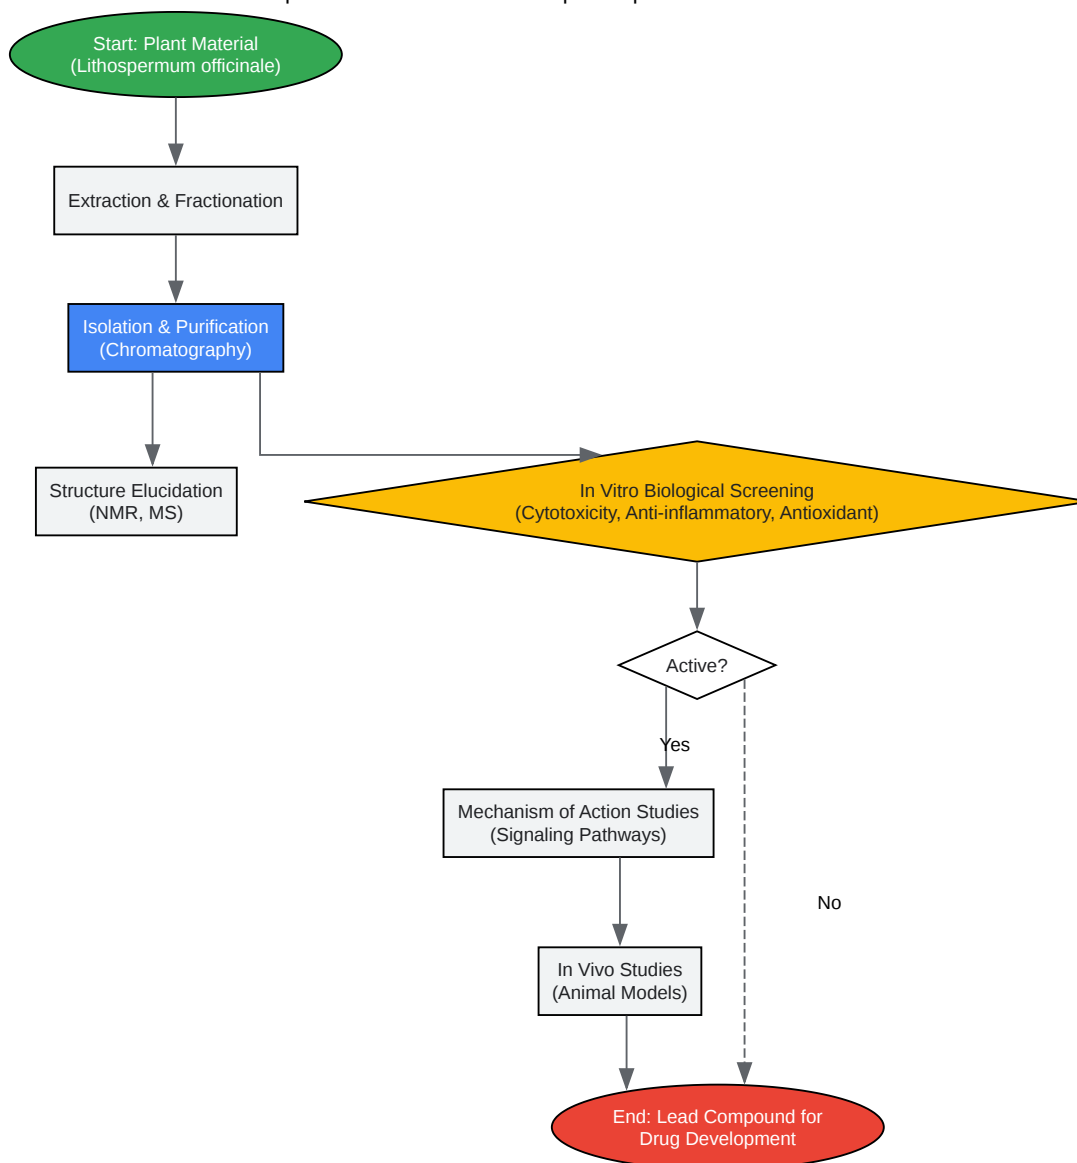 Start: Plant Material
(Lithospermum officinale)
Extraction & Fractionation
Isolation & Purification
(Chromatography)
Structure Elucidation
(NMR, MS)
In Vitro Biological Screening
(Cytotoxicity, Anti-inflammatory, Antioxidant)
Active?
Yes
Mechanism of Action Studies
(Signaling Pathways)
No
In Vivo Studies
(Animal Models)
End: Lead Compound for
Drug Development